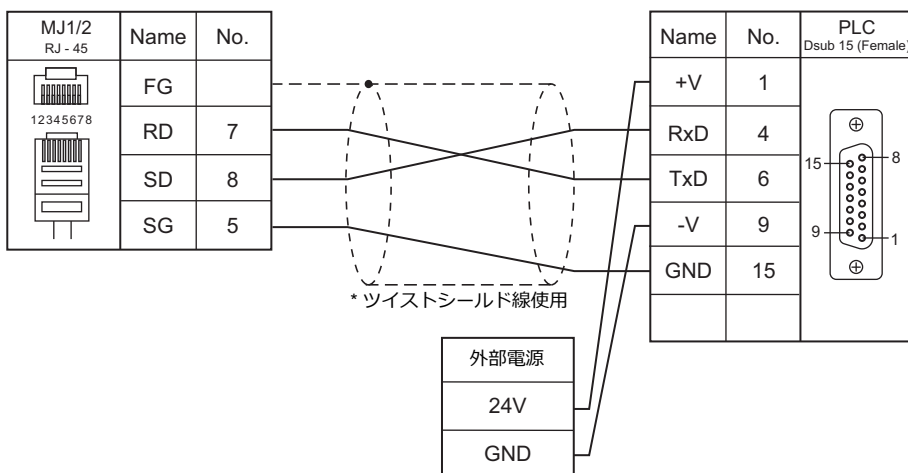 MJ1/2
RJ - 45
Name
No.
12345678
FG
RD
7
SD
8
SG
5
* ツイストシールド線使用
Name
No.
PLC
Dsub 15 (Female)
+V
1
RxD
4
TxD
6
-V
9
GND
15
15
8
9
1
外部電源
24V
GND